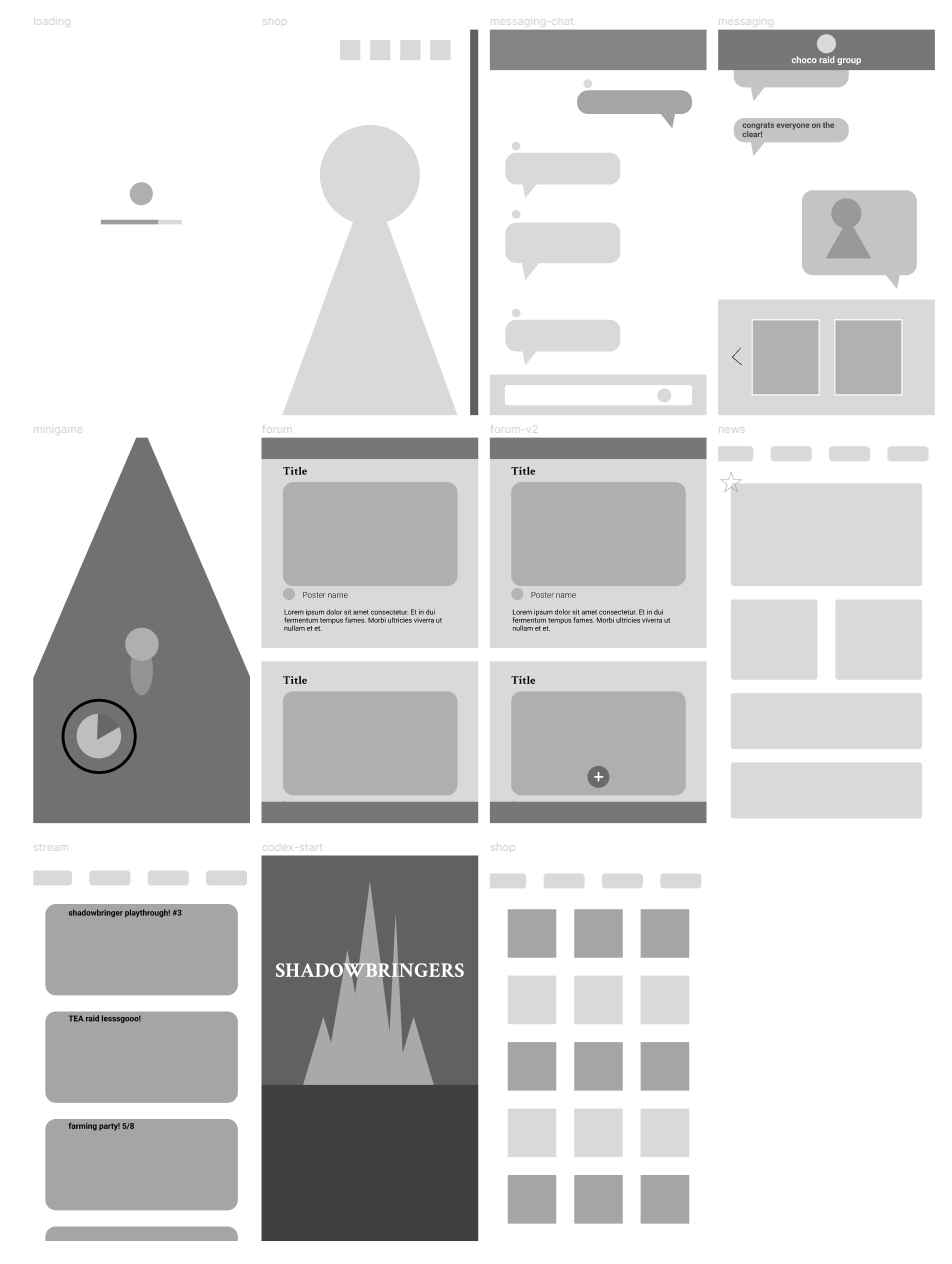 loading
shop
messaging-chat
messaging
choco raid group
congrats everyone on the
clear!
minigame
forum
forum-v2
news
Title
Poster name
Lorem ipsum dolor sit amet consectetur. Et in dui
fermentum tempus fames. Morbi ultricies viverra ut
nullam et et.
Title
Title
Poster name
Lorem ipsum dolor sit amet consectetur. Et in dui
fermentum tempus fames. Morbi ultricies viverra ut
nullam et et.
Title
+
stream
codex-start
shop
shadowbringer playthrough! #3
TEA raid lesssgooo!
farming party! 5/8
SHADOWBRINGERS